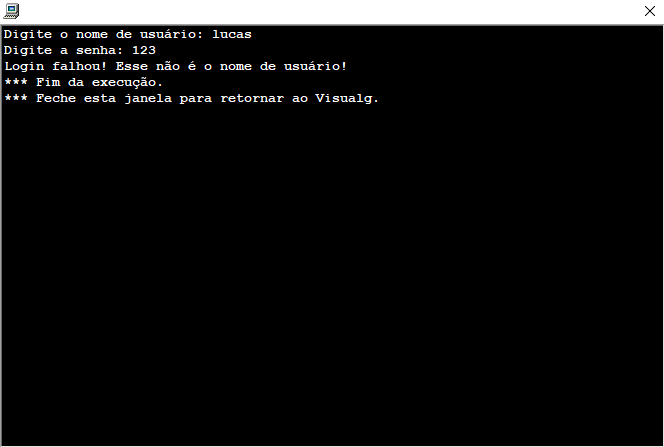 Digite o nome de usuário: lucas
Digite a senha: 123
Login falhou! Esse não é o nome de usuário!
*** Fim da execução.
*** Feche esta janela para retornar ao Visualg.